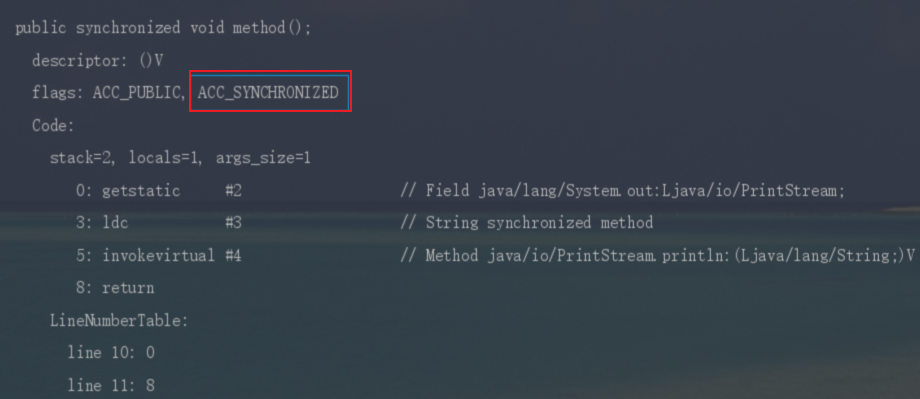 public synchronized void method();
descriptor: ()V
flags: ACC_PUBLIC, ACC_SYNCHRONIZED
Code:
stack=2, locals=1, args_size=1
0: getstatic #2 // Field java/lang/System.out:Ljava/io/PrintStream;
3: ldc #3 // String synchronized method
5: invokevirtual #4 // Method java/io/PrintStream.println:(Ljava/lang/String;)V
8: return
LineNumberTable:
line 10: 0
line 11: 8